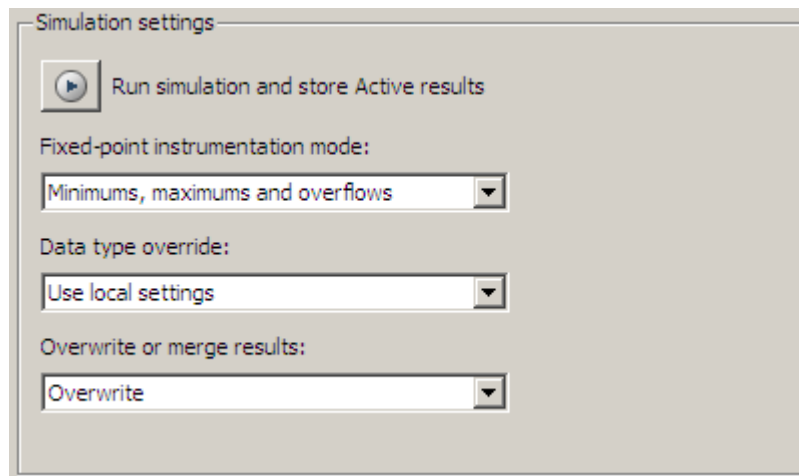 Simulation settings
Run simulation and store Active results
Fixed-point instrumentation mode:
Minimums, maximums and overflows
Data type override:
Use local settings
Overwrite or merge results:
Overwrite